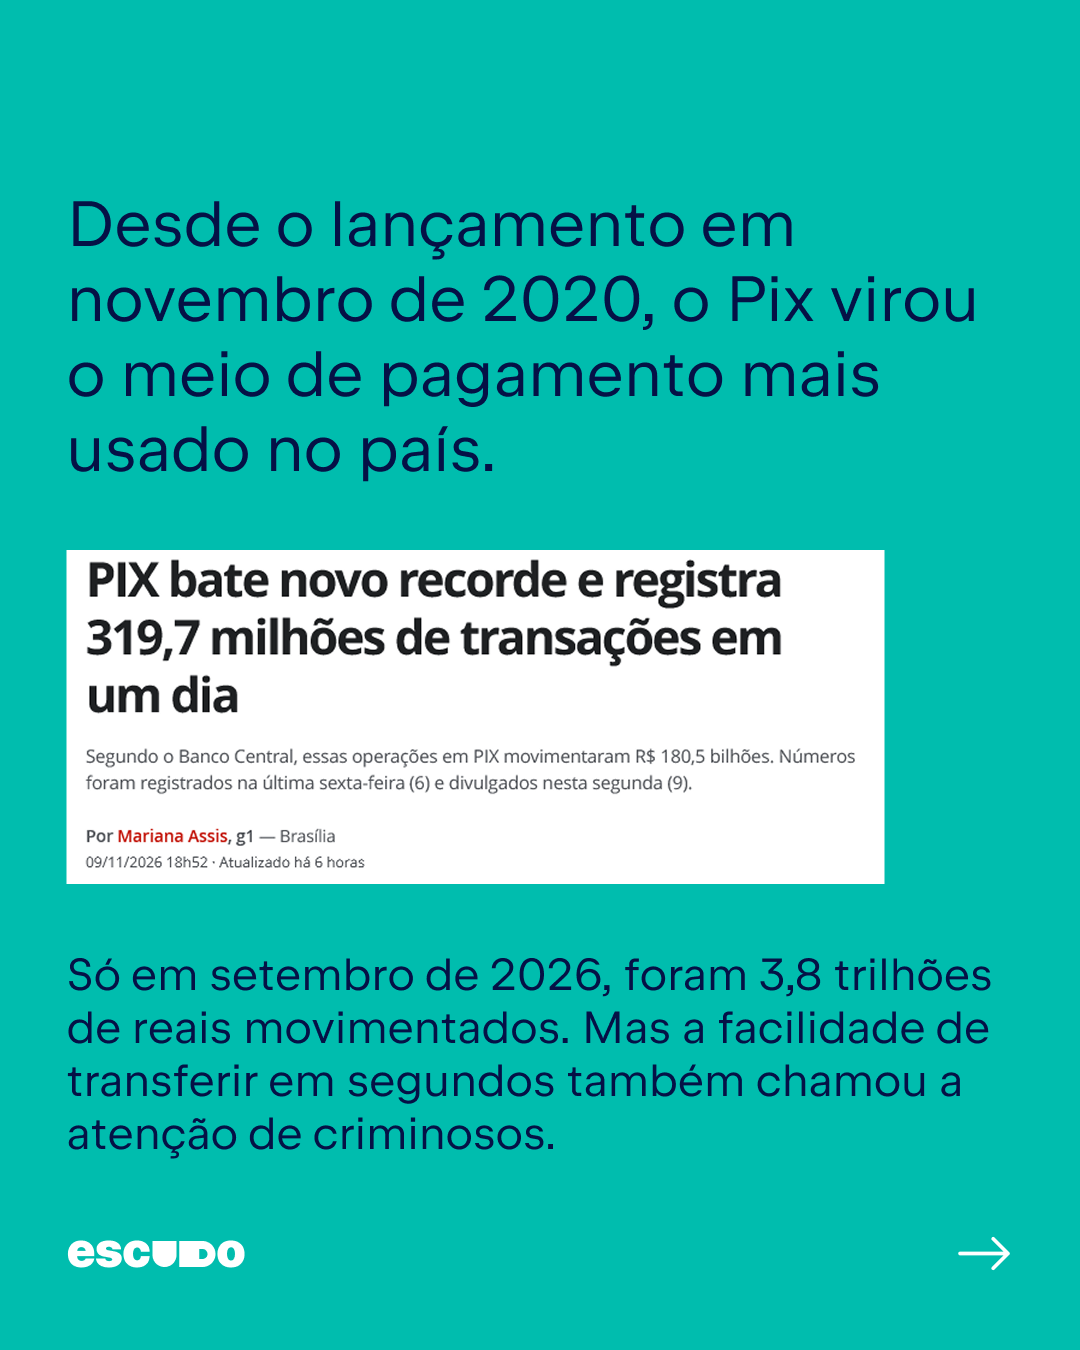 Desde o lançamento em
novembro de 2020, o Pix virou
o meio de pagamento mais
usado no país.
PIX bate novo recorde e registra
319,7 milhões de transações em
um dia
Segundo o Banco Central, essas operações em PIX movimentaram R$ 180,5 bilhões. Números
foram registrados na última sexta-feira (6) e divulgados nesta segunda (9).
Por Mariana Assis, g1 — Brasília
09/11/2026 18h52 · Atualizado há 6 horas
Só em setembro de 2026, foram 3,8 trilhões
de reais movimentados. Mas a facilidade de
transferir em segundos também chamou a
atenção de criminosos.
escudo